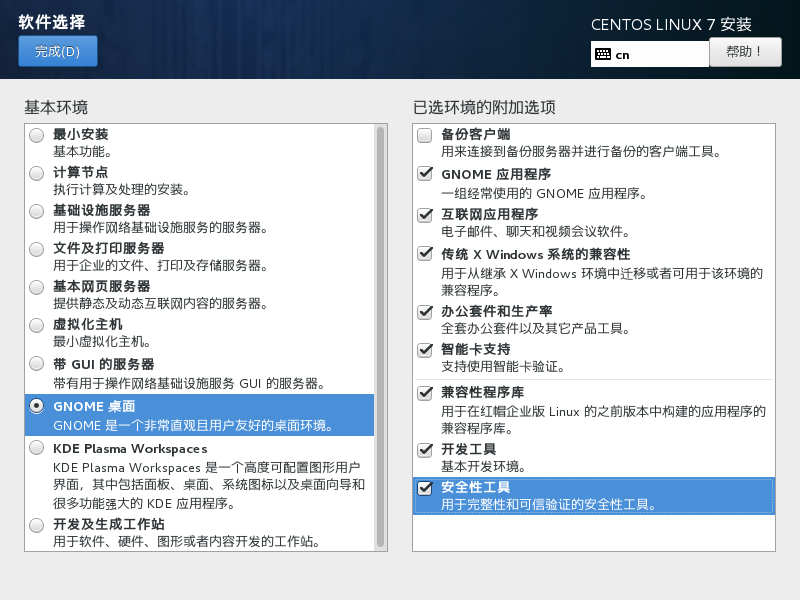 软件选择
完成(D)
CENTOS LINUX 7 安装
cn
帮助！
基本环境
最小安装
基本功能。
计算节点
执行计算及处理的安装。
基础设施服务器
用于操作网络基础设施服务的服务器。
文件及打印服务器
用于企业的文件、打印及存储服务器。
基本网页服务器
提供静态及动态互联网内容的服务器。
虚拟化主机
最小虚拟化主机。
带 GUI 的服务器
带有用于操作网络基础设施服务 GUI 的服务器。
GNOME 桌面
GNOME 是一个非常直观且用户友好的桌面环境。
KDE Plasma Workspaces
KDE Plasma Workspaces 是一个高度可配置图形用户
界面，其中包括面板、桌面、系统图标以及桌面向导和
很多功能强大的 KDE 应用程序。
开发及生成工作站
用于软件、硬件、图形或者内容开发的工作站。
已选环境的附加选项
备份客户端
用来连接到备份服务器并进行备份的客户端工具。
GNOME 应用程序
一组经常使用的 GNOME 应用程序。
互联网应用程序
电子邮件、聊天和视频会议软件。
传统 X Windows 系统的兼容性
用于从继承 X Windows 环境中迁移或者可用于该环境的
兼容程序。
办公套件和生产率
全套办公套件以及其它产品工具。
智能卡支持
支持使用智能卡验证。
兼容性程序库
用于在红帽企业版 Linux 的之前版本中构建的应用程序的
兼容程序库。
开发工具
基本开发环境。
安全性工具
用于完整性和可信验证的安全性工具。